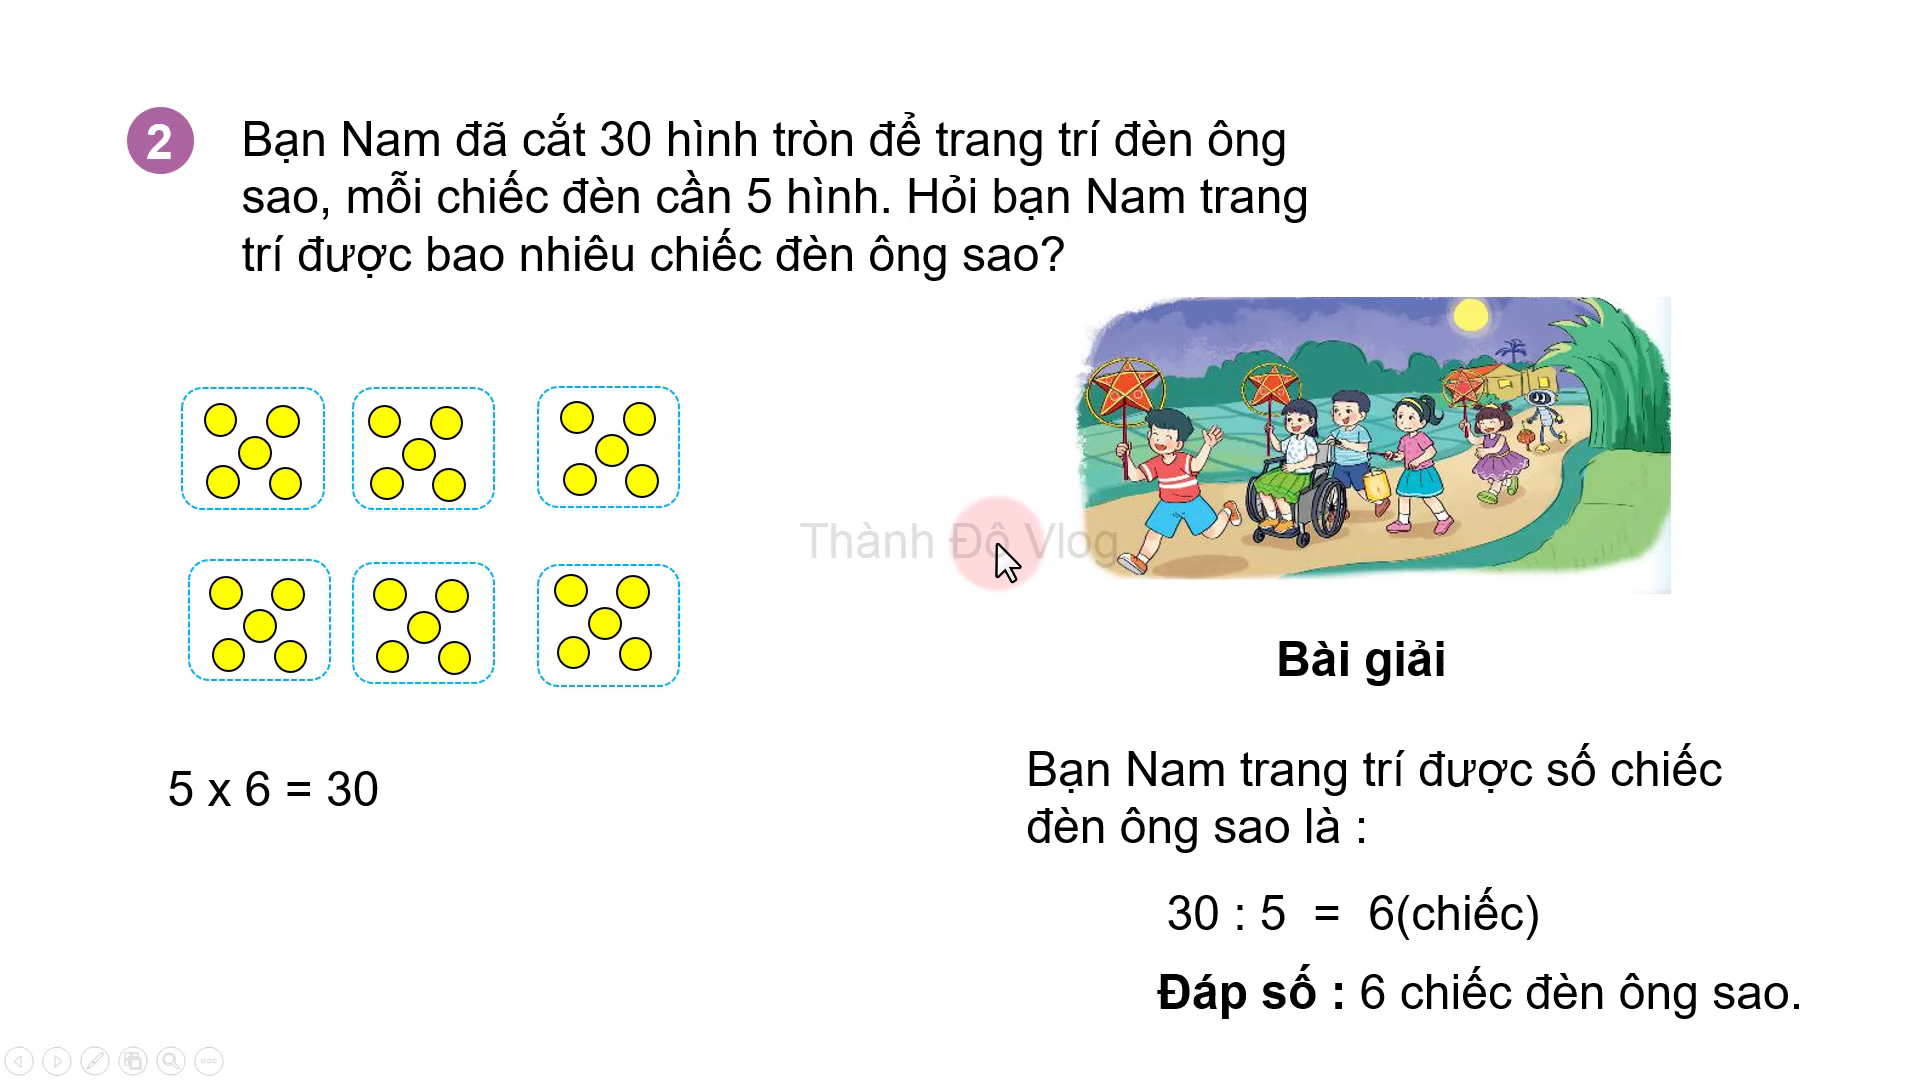 2
Bạn Nam đã cắt 30 hình tròn để trang trí đèn ông
sao, mỗi chiếc đèn cần 5 hình. Hỏi bạn Nam trang
trí được bao nhiêu chiếc đèn ông sao?
Thành Đô Vlog
5 x 6 = 30
Bài giải
Bạn Nam trang trí được số chiếc
đèn ông sao là :
30 : 5 = 6(chiếc)
Đáp số : 6 chiếc đèn ông sao.